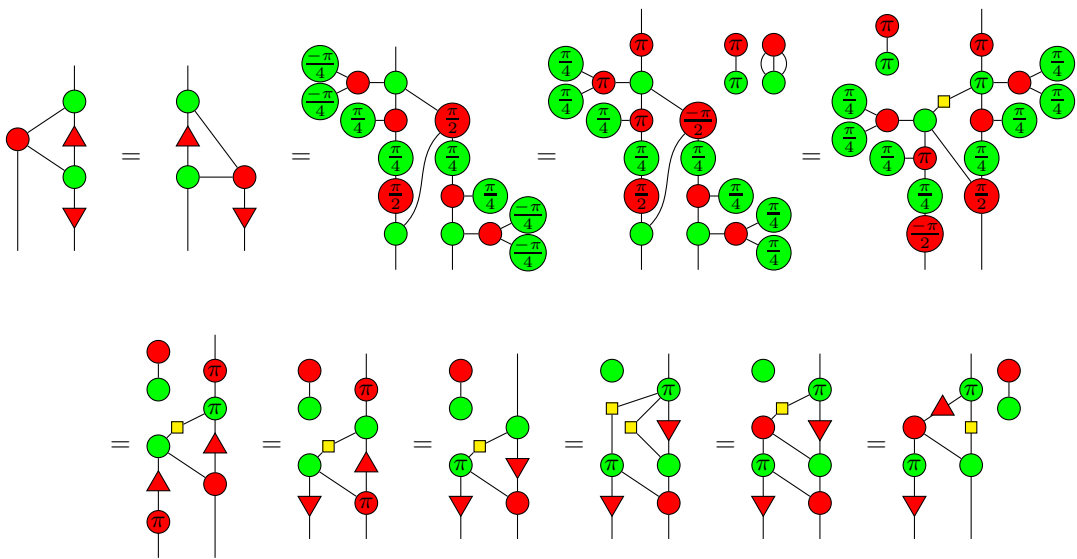 =
=
−π/4
−π/4
π/4 π/2
π/4 π/4
π/2 π/4
−π/4
−π/4
=
π π
π/4 π π
π/4
π/4 π −π/2
π/4 π/4
π/2 π/4
π/4
π/4
=
π π
π
π π/4
π/4 π/4
π/4 π/4
π/4 π π/4
π/4 π/2
−π/2
=
π
π
π
=
π
π
=
π
=
π
π
=
π
π
=
π
π